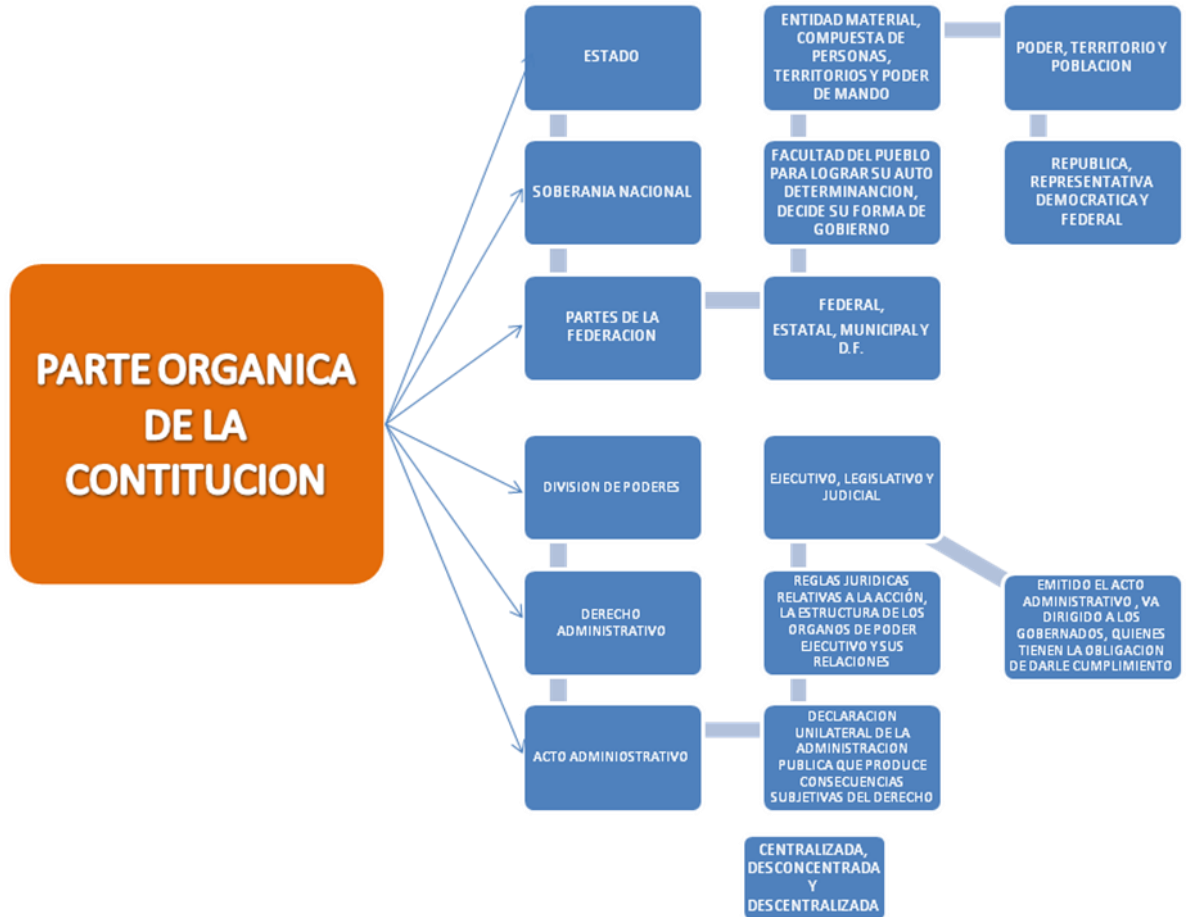 PARTE ORGANICA
DE LA
CONTITUCION
ESTADO
ENTIDAD MATERIAL,
COMPUESTA DE
PERSONAS,
TERRITORIOS Y PODER
DE MANDO
PODER, TERRITORIO Y
POBLACION
SOBERANIA NACIONAL
FACULTAD DEL PUEBLO
PARA LOGRAR SU AUTO
DETERMINANCION,
DECIDE SU FORMA DE
GOBIERNO
REPUBLICA,
REPRESENTATIVA
DEMOCRATICA Y
FEDERAL
PARTES DE LA
FEDERACION
FEDERAL,
ESTATAL, MUNICIPAL Y
D.F.
DIVISION DE PODERES
EJECUTIVO, LEGISLATIVO Y
JUDICIAL
DERECHO
ADMINISTRATIVO
REGLAS JURIDICAS
RELATIVAS A LA ACCIÓN,
LA ESTRUCTURA DE LOS
ORGANOS DE PODER
EJECUTIVO Y SUS
RELACIONES
EMITIDO EL ACTO
ADMINISTRATIVO , VA
DIRIGIDO A LOS
GOBERNADOS, QUIENES
TIENEN LA OBLIGACION
DE DARLE CUMPLIMIENTO
ACTO ADMINIOSTRATIVO
DECLARACION
UNILATERAL DE LA
ADMINISTRACION
PUBLICA QUE PRODUCE
CONSECUENCIAS
SUBJETIVAS DEL DERECHO
CENTRALIZADA,
DESCONCENTRADA
Y
DESCENTRALIZADA